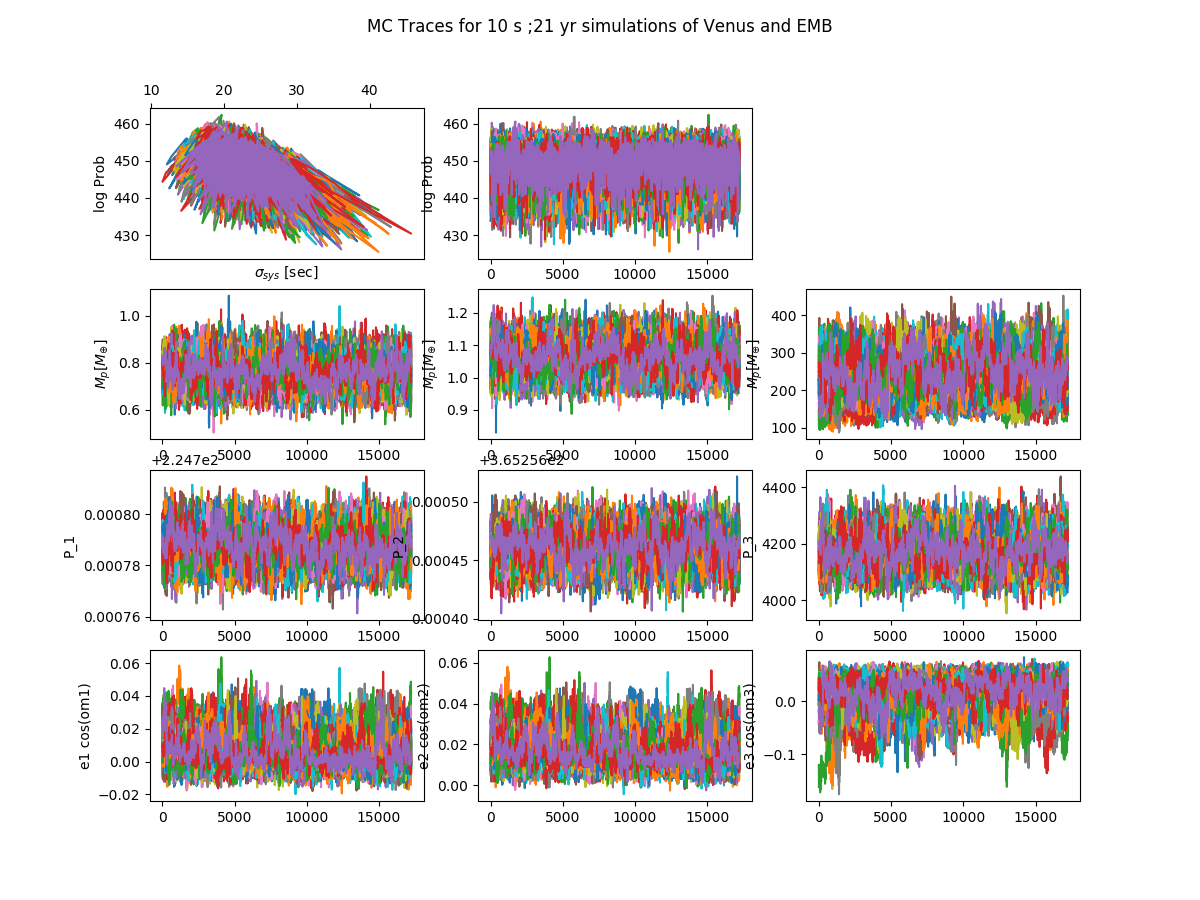 MC Traces for 10 s ;21 yr simulations of Venus and EMB
10 20 30 40
460
450
440
430
log Prob
σ_sys [sec]
460
450
440
430
log Prob
0 5000 10000 15000
1.0
0.8
0.6
M_p[M_⊕]
0 5000 10000 15000
1.2
1.1
1.0
0.9
M_p[M_⊕]
0 5000 10000 15000
400
300
200
100
M_p[M_⊕]
0 5000 10000 15000
+2.247e2
0.00080
0.00078
0.00076
P_1
0 5000 10000 15000
+3.65256e2
0.00050
0.00045
0.00040
P_2
0 5000 10000 15000
4400
4200
4000
P_3
0 5000 10000 15000
0.06
0.04
0.02
0.00
−0.02
e1 cos(om1)
0 5000 10000 15000
0.06
0.04
0.02
0.00
e2 cos(om2)
0 5000 10000 15000
0.0
−0.1
e3 cos(om3)
0 5000 10000 15000